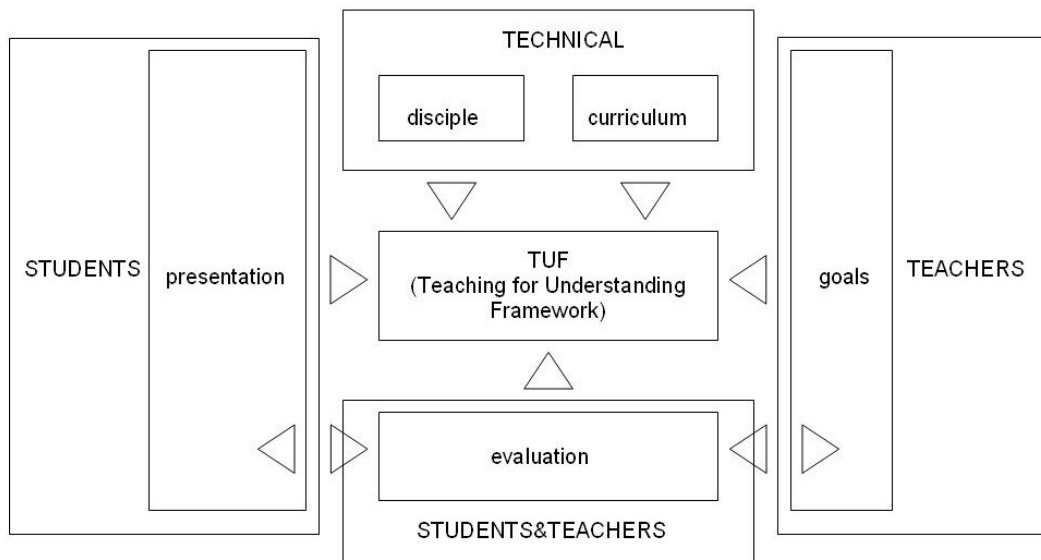 TECHNICAL
disciple
curriculum
STUDENTS
presentation
TUF
(Teaching for Understanding
Framework)
goals
TEACHERS
evaluation
STUDENTS&TEACHERS